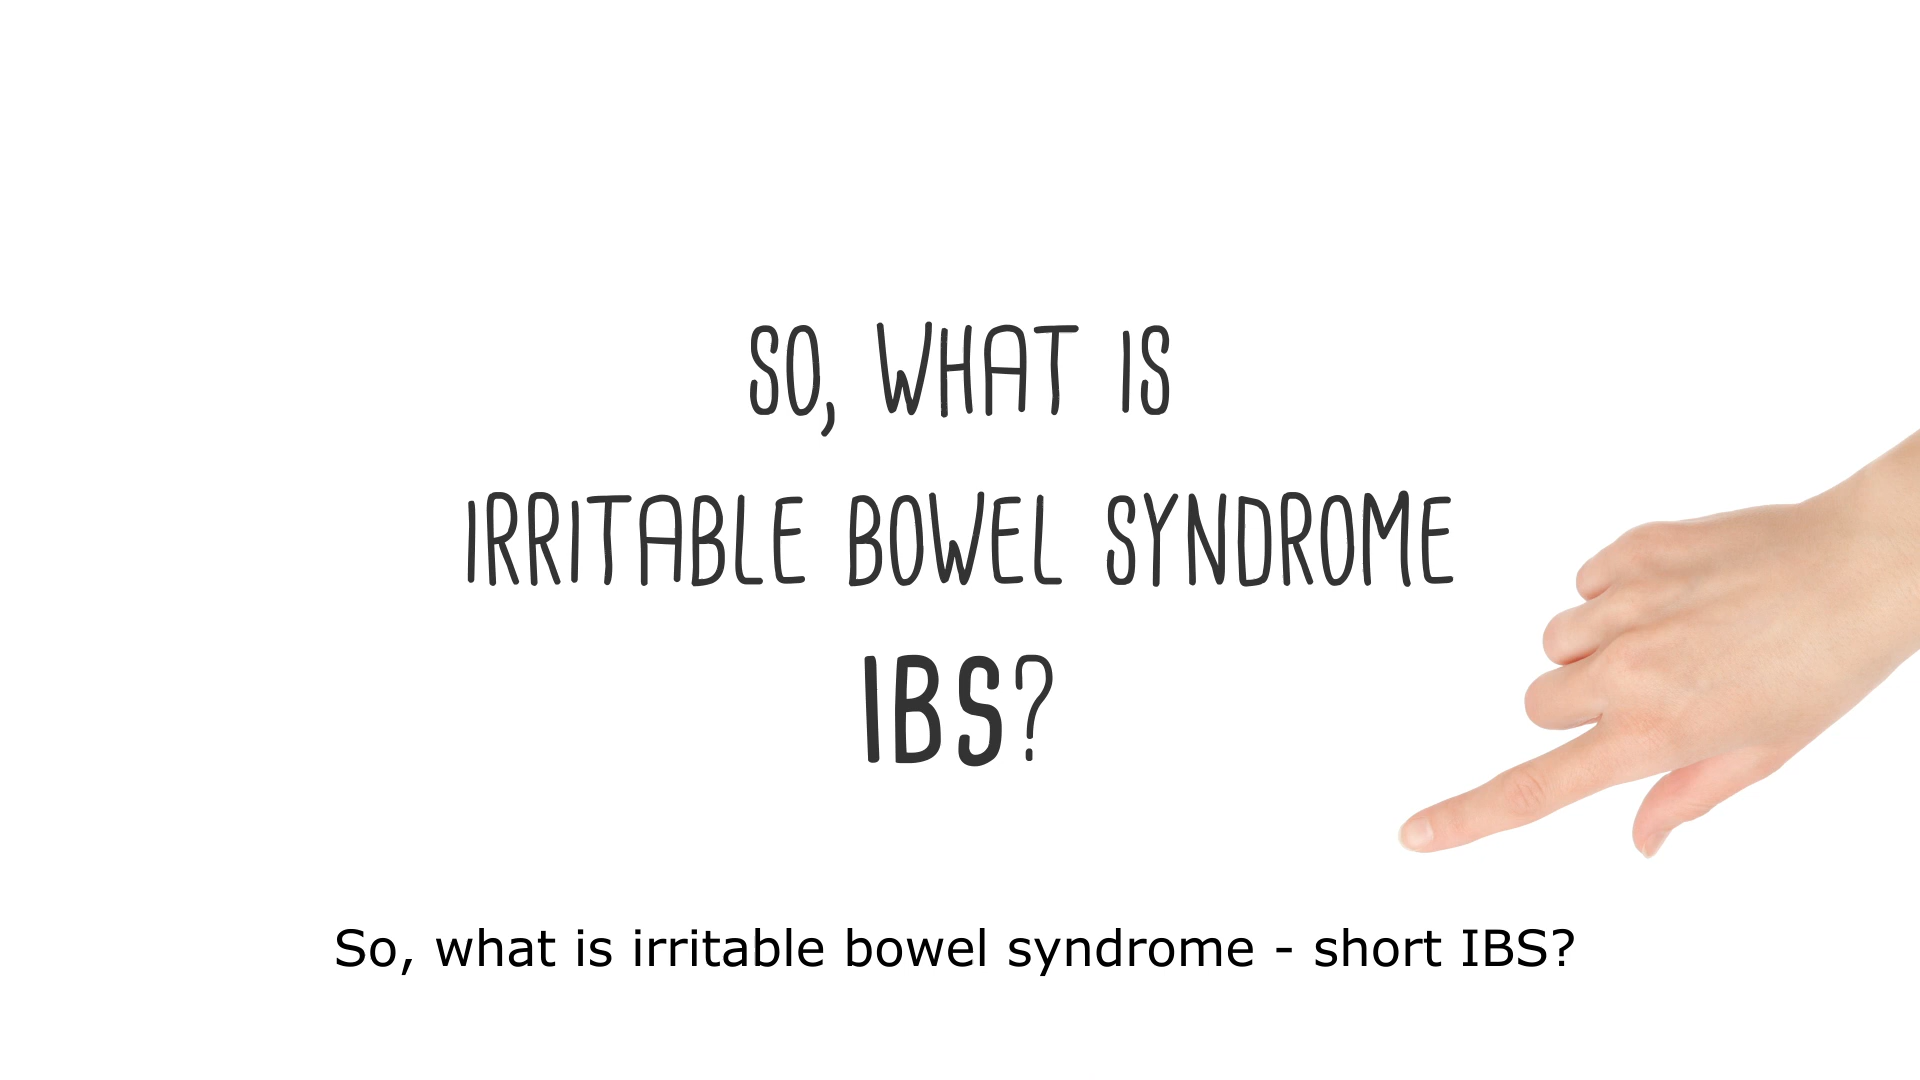 SO, WHAT IS
IRRITABLE BOWEL SYNDROME
IBS?
So, what is irritable bowel syndrome - short IBS?